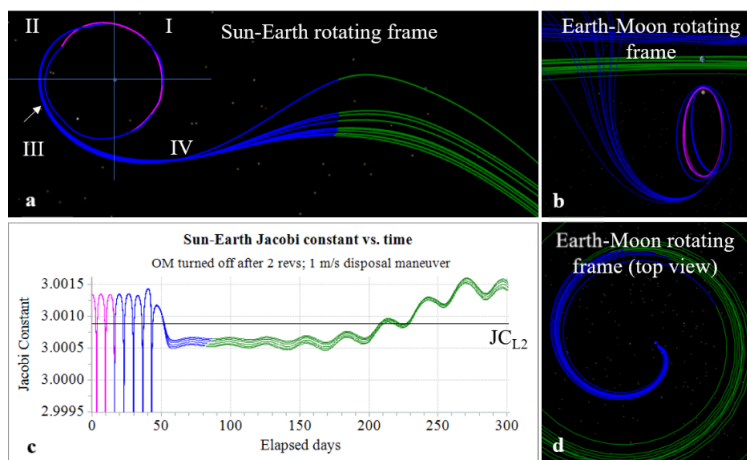 II
I
Sun-Earth rotating frame
III
IV
a
Earth-Moon rotating
frame
b
Sun-Earth Jacobi constant vs. time
OM turned off after 2 revs; 1 m/s disposal maneuver
Jacobi Constant
3.0015
3.0010
3.0005
3.0000
2.9995
JCL2
0
50
100
150
200
250
300
Elapsed days
c
Earth-Moon rotating
frame (top view)
d